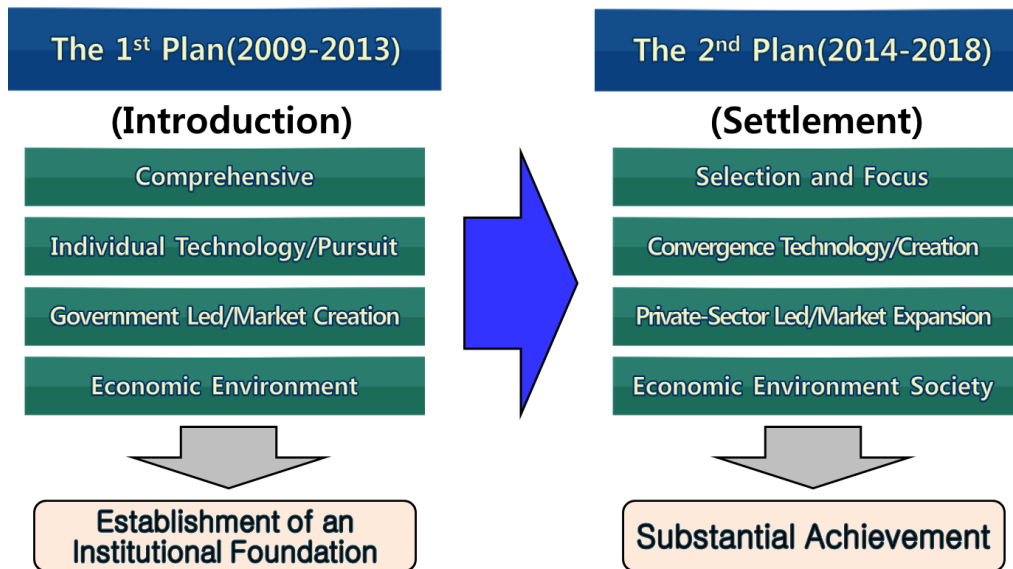 The 1st Plan(2009-2013)
(Introduction)
Comprehensive
Individual Technology/Pursuit
Government Led/Market Creation
Economic Environment
Establishment of an
Institutional Foundation
The 2nd Plan(2014-2018)
(Settlement)
Selection and Focus
Convergence Technology/Creation
Private-Sector Led/Market Expansion
Economic Environment Society
Substantial Achievement